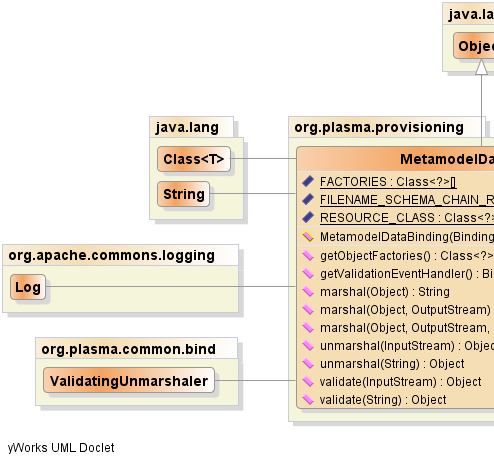 java.lang
Object
java.lang
Class<T>
String
org.apache.commons.logging
Log
org.plasma.common.bind
ValidatingUnmarshaler
org.plasma.provisioning
MetamodelDa
FACTORIES : Class<?>[]
FILENAME_SCHEMA_CHAIN_R
RESOURCE_CLASS : Class<?>
MetamodelDataBinding(Binding
getObjectFactories() : Class<?>
getValidationEventHandler() : Bi
marshal(Object) : String
marshal(Object, OutputStream)
marshal(Object, OutputStream,
unmarshal(InputStream) : Objec
unmarshal(String) : Object
validate(InputStream) : Object
validate(String) : Object
yWorks UML Doclet